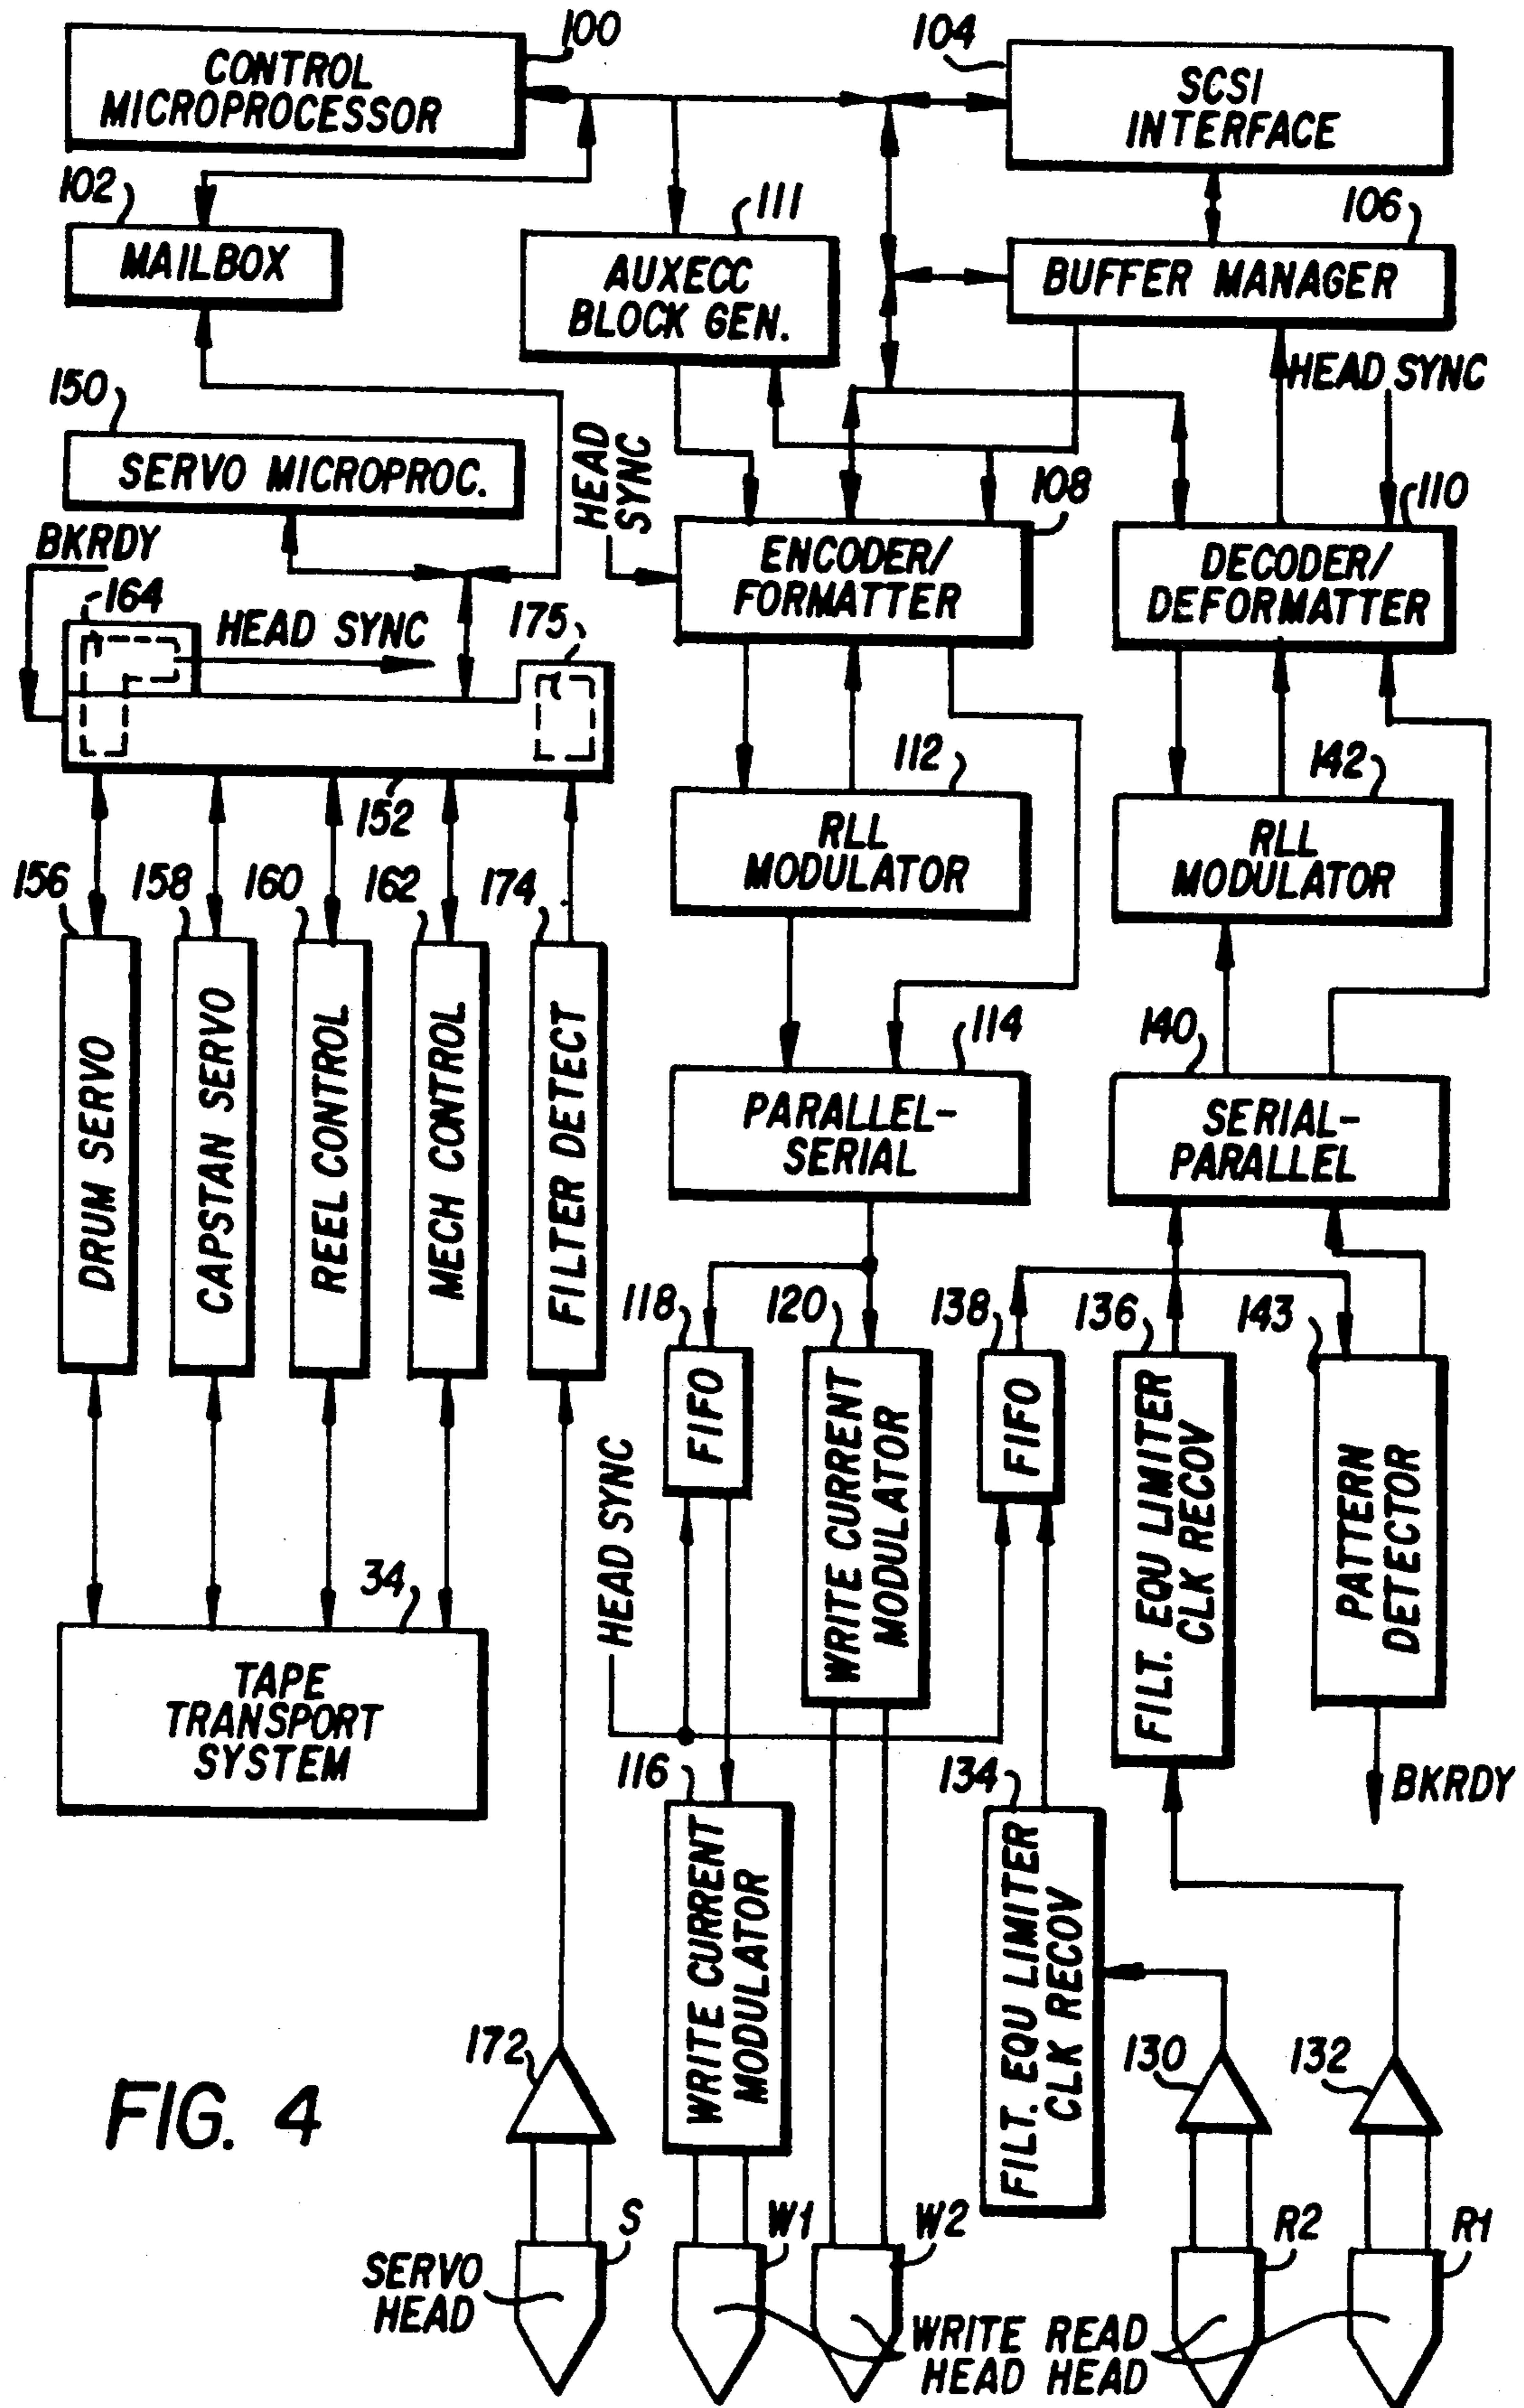 100
CONTROL
MICROPROCESSOR
104
SCSI
INTERFACE
102
MAILBOX
111
AUXECC
BLOCK GEN.
106
BUFFER MANAGER
HEAD SYNC
150
SERVO MICROPROC.
HEAD
SYNC
108
ENCODER/
FORMATTER
110
DECODER/
DEFORMATTER
BKRDY
164
HEAD SYNC
175
152
112
RLL
MODULATOR
142
RLL
MODULATOR
156
DRUM SERVO
158
CAPSTAN SERVO
160
REEL CONTROL
162
MECH CONTROL
174
FILTER DETECT
114
PARALLEL-
SERIAL
140
SERIAL-
PARALLEL
118
FIFO
120
WRITE CURRENT
MODULATOR
138
FIFO
136
FILT. EQU LIMITER
CLK RECOV
143
PATTERN
DETECTOR
HEAD SYNC
34
TAPE
TRANSPORT
SYSTEM
116
WRITE CURRENT
MODULATOR
134
FILT. EQU LIMITER
CLK RECOV
BKRDY
172
130
132
FIG. 4
S
W1
W2
R2
R1
SERVO
HEAD
WRITE READ
HEAD HEAD